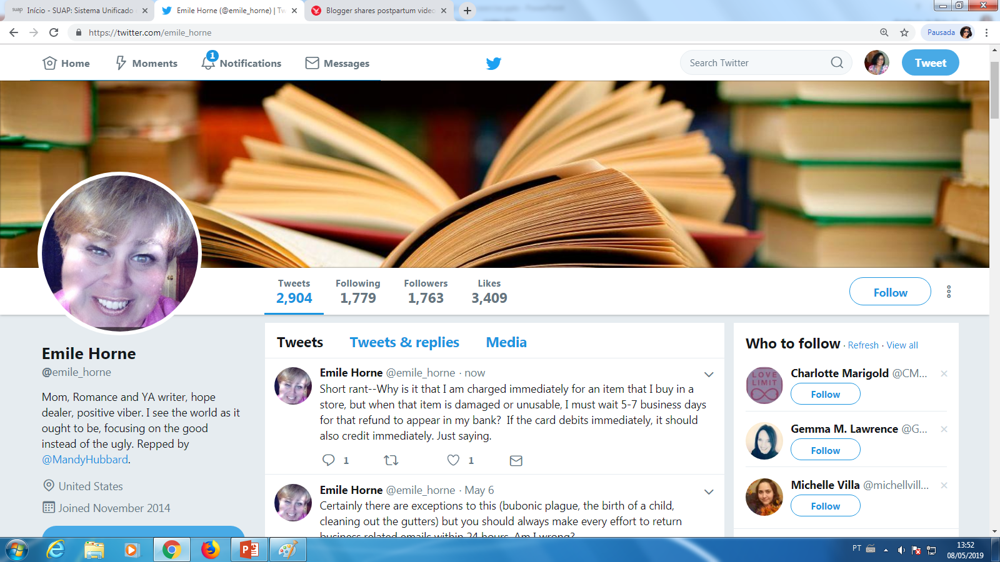 suap Início - SUAP: Sistema Unificado
Emile Horne (@emile_horne) | Tw
Blogger shares postpartum video
https://twitter.com/emile_horne
Pausada
Home
Moments
1
Notifications
Messages
Search Twitter
Tweet
Tweets
2,904
Following
1,779
Followers
1,763
Likes
3,409
Follow
Emile Horne
@emile_horne
Mom, Romance and YA writer, hope
dealer, positive viber. I see the world as it
ought to be, focusing on the good
instead of the ugly. Repped by
@MandyHubbard.
United States
Joined November 2014
Tweets Tweets & replies Media
Emile Horne @emile_horne · now
Short rant--Why is it that I am charged immediately for an item that I buy in a
store, but when that item is damaged or unusable, I must wait 5-7 business days
for that refund to appear in my bank?  If the card debits immediately, it should
also credit immediately. Just saying.
1 1
Emile Horne @emile_horne · May 6
Certainly there are exceptions to this (bubonic plague, the birth of a child,
cleaning out the gutters) but you should always make every effort to return
business related emails within 24 hours. Am I wrong?
Who to follow · Refresh · View all
Charlotte Marigold @CM...
LOVE
LIMIT
Follow
Gemma M. Lawrence @G...
Follow
Michelle Villa @michellvill...
Follow
PT
13:52
08/05/2019